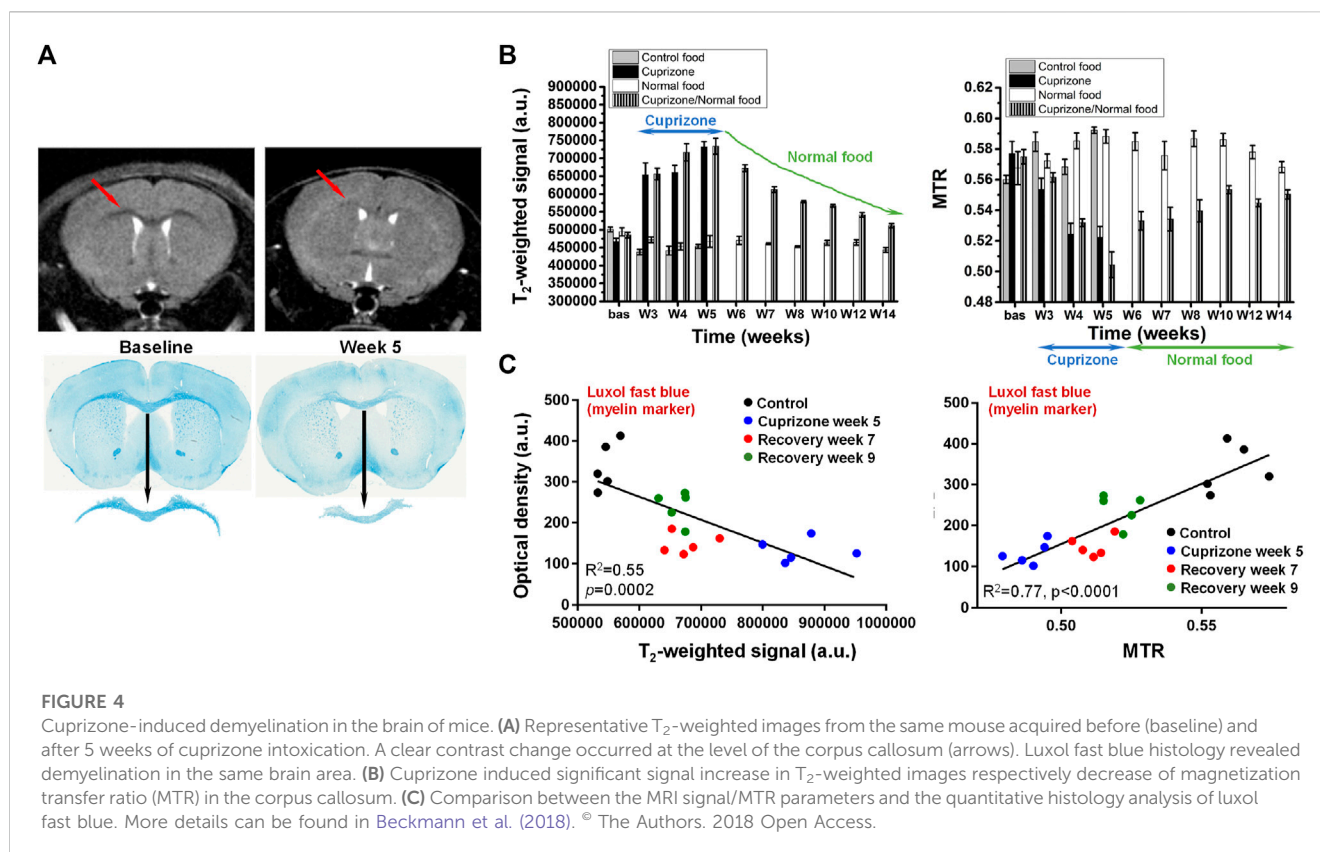 A
Baseline
Week 5
B
Control food
Cuprizone
Normal food
Cuprizone/Normal food
T₂-weighted signal (a.u.)
900000
850000
800000
750000
700000
650000
600000
550000
500000
450000
400000
350000
300000
Cuprizone
Normal food
bas W3 W4 W5 W6 W7 W8 W10 W12 W14
Time (weeks)
Control food
Cuprizone
Normal food
Cuprizone/Normal food
MTR
0.62
0.60
0.58
0.56
0.54
0.52
0.50
0.48
bas W3 W4 W5 W6 W7 W8 W10 W12 W14
Time (weeks)
Cuprizone
Normal food
C
Luxol fast blue
(myelin marker)
Control
Cuprizone week 5
Recovery week 7
Recovery week 9
Optical density (a.u.)
500
400
300
200
100
0
R²=0.55
p=0.0002
500000 600000 700000 800000 900000 1000000
T₂-weighted signal (a.u.)
Luxol fast blue
(myelin marker)
500
400
300
200
100
0
Control
Cuprizone week 5
Recovery week 7
Recovery week 9
R²=0.77, p<0.0001
0.50 0.55
MTR
FIGURE 4
Cuprizone-induced demyelination in the brain of mice. (A) Representative T₂-weighted images from the same mouse acquired before (baseline) and
after 5 weeks of cuprizone intoxication. A clear contrast change occurred at the level of the corpus callosum (arrows). Luxol fast blue histology revealed
demyelination in the same brain area. (B) Cuprizone induced significant signal increase in T₂-weighted images respectively decrease of magnetization
transfer ratio (MTR) in the corpus callosum. (C) Comparison between the MRI signal/MTR parameters and the quantitative histology analysis of luxol
fast blue. More details can be found in Beckmann et al. (2018). © The Authors. 2018 Open Access.